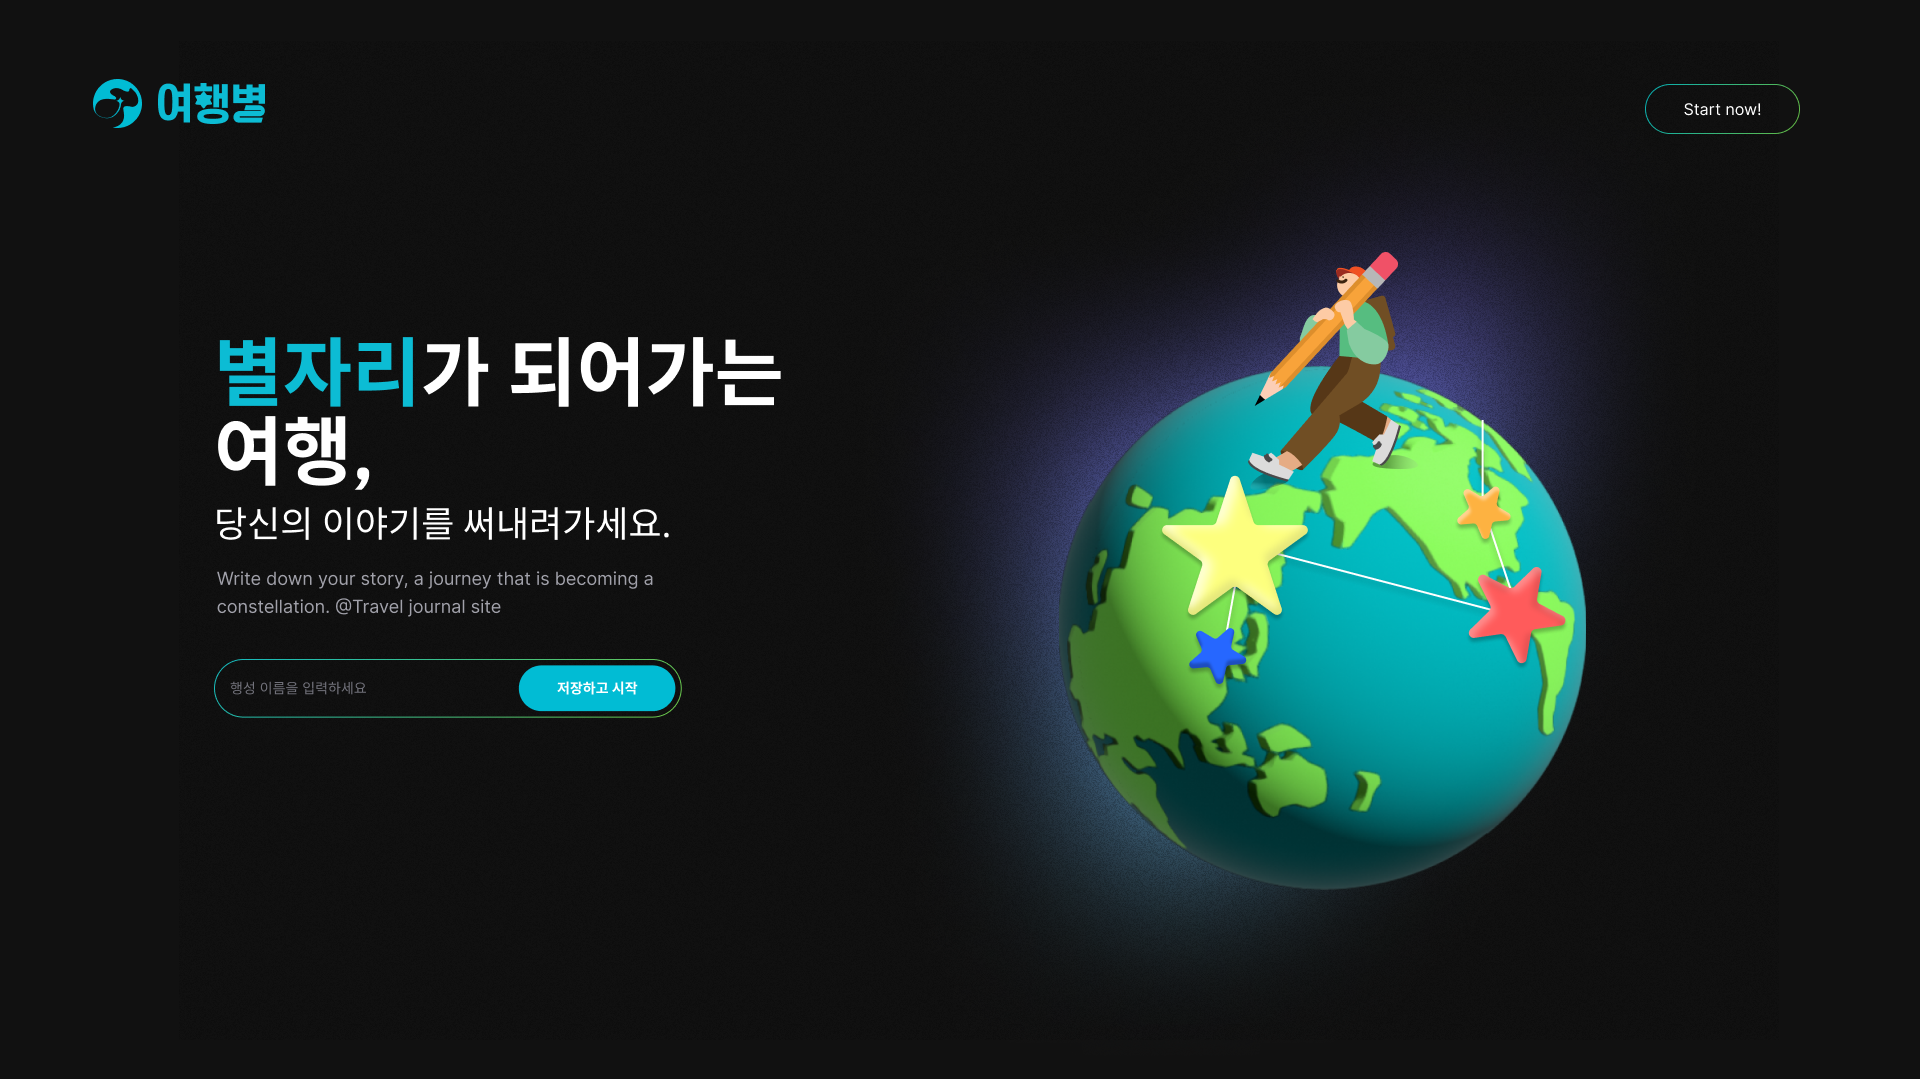 여행별
Start now!
별자리가 되어가는
여행,
당신의 이야기를 써내려가세요.
Write down your story, a journey that is becoming a
constellation. @Travel journal site
행성 이름을 입력하세요
저장하고 시작